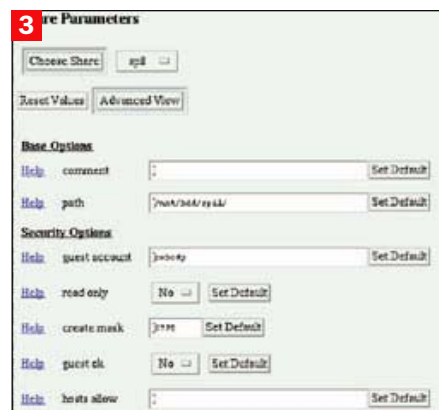 3
re Parameters
Choose Share spil
Reset Values Advanced View
Base Options
Help comment Set Default
Help path Set Default
Security Options
Help guest account Set Default
Help read only No Set Default
Help create mask Set Default
Help guest ok No Set Default
Help hosts allow Set Default